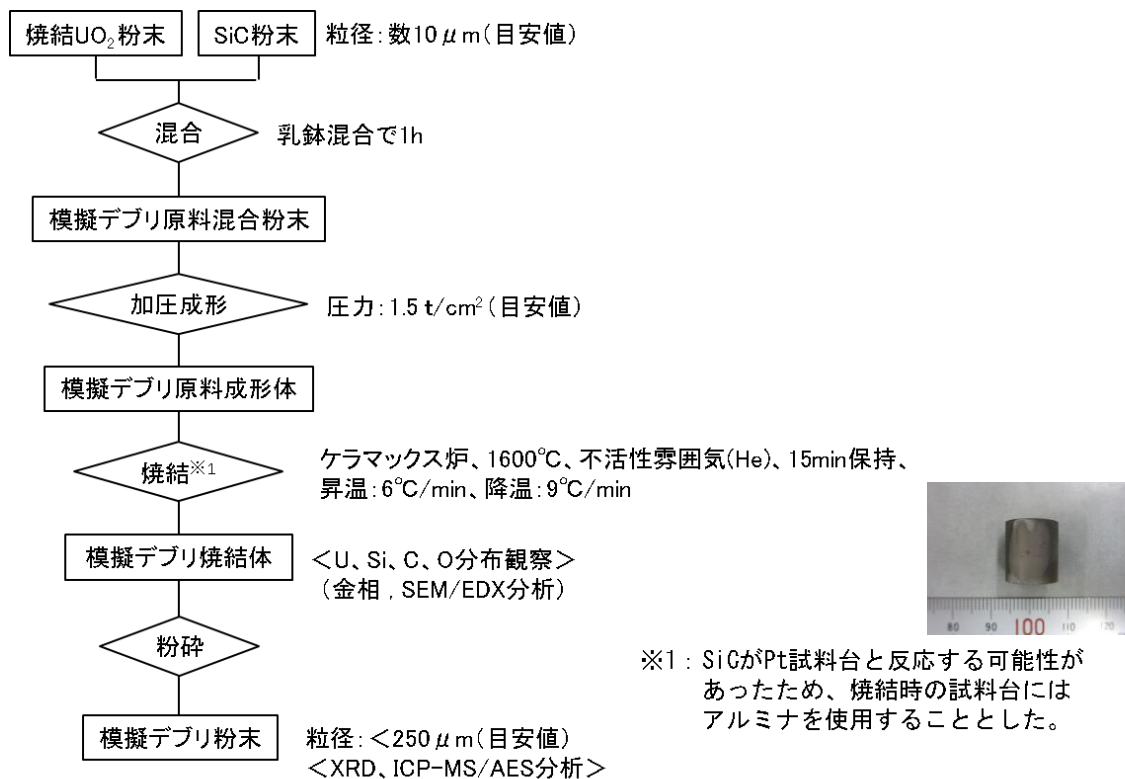 焼結UO₂粉末
SiC粉末
粒径:数10μm(目安値)
混合
乳鉢混合で1h
模擬デブリ原料混合粉末
加圧成形
圧力:1.5 t/cm²(目安値)
模擬デブリ原料成形体
焼結※1
ケラマックス炉、1600℃、不活性雰囲気(He)、15min保持、
昇温:6℃/min、降温:9℃/min
模擬デブリ焼結体
<U、Si、C、O分布観察>
(金相 , SEM/EDX分析)
粉砕
模擬デブリ粉末
粒径:<250μm(目安値)
<XRD、ICP-MS/AES分析>
80 90 100 110 120
※1: SiCがPt試料台と反応する可能性が
あったため、焼結時の試料台には
アルミナを使用することとした。